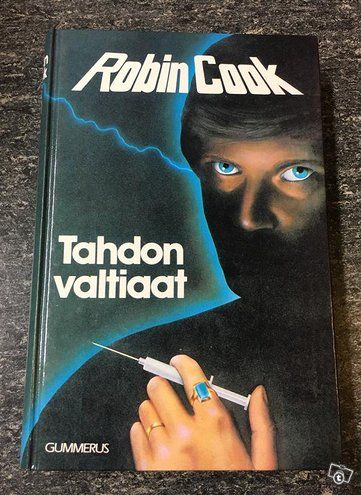 Robin Cook
Tahdon
valtiaat
GUMMERUS